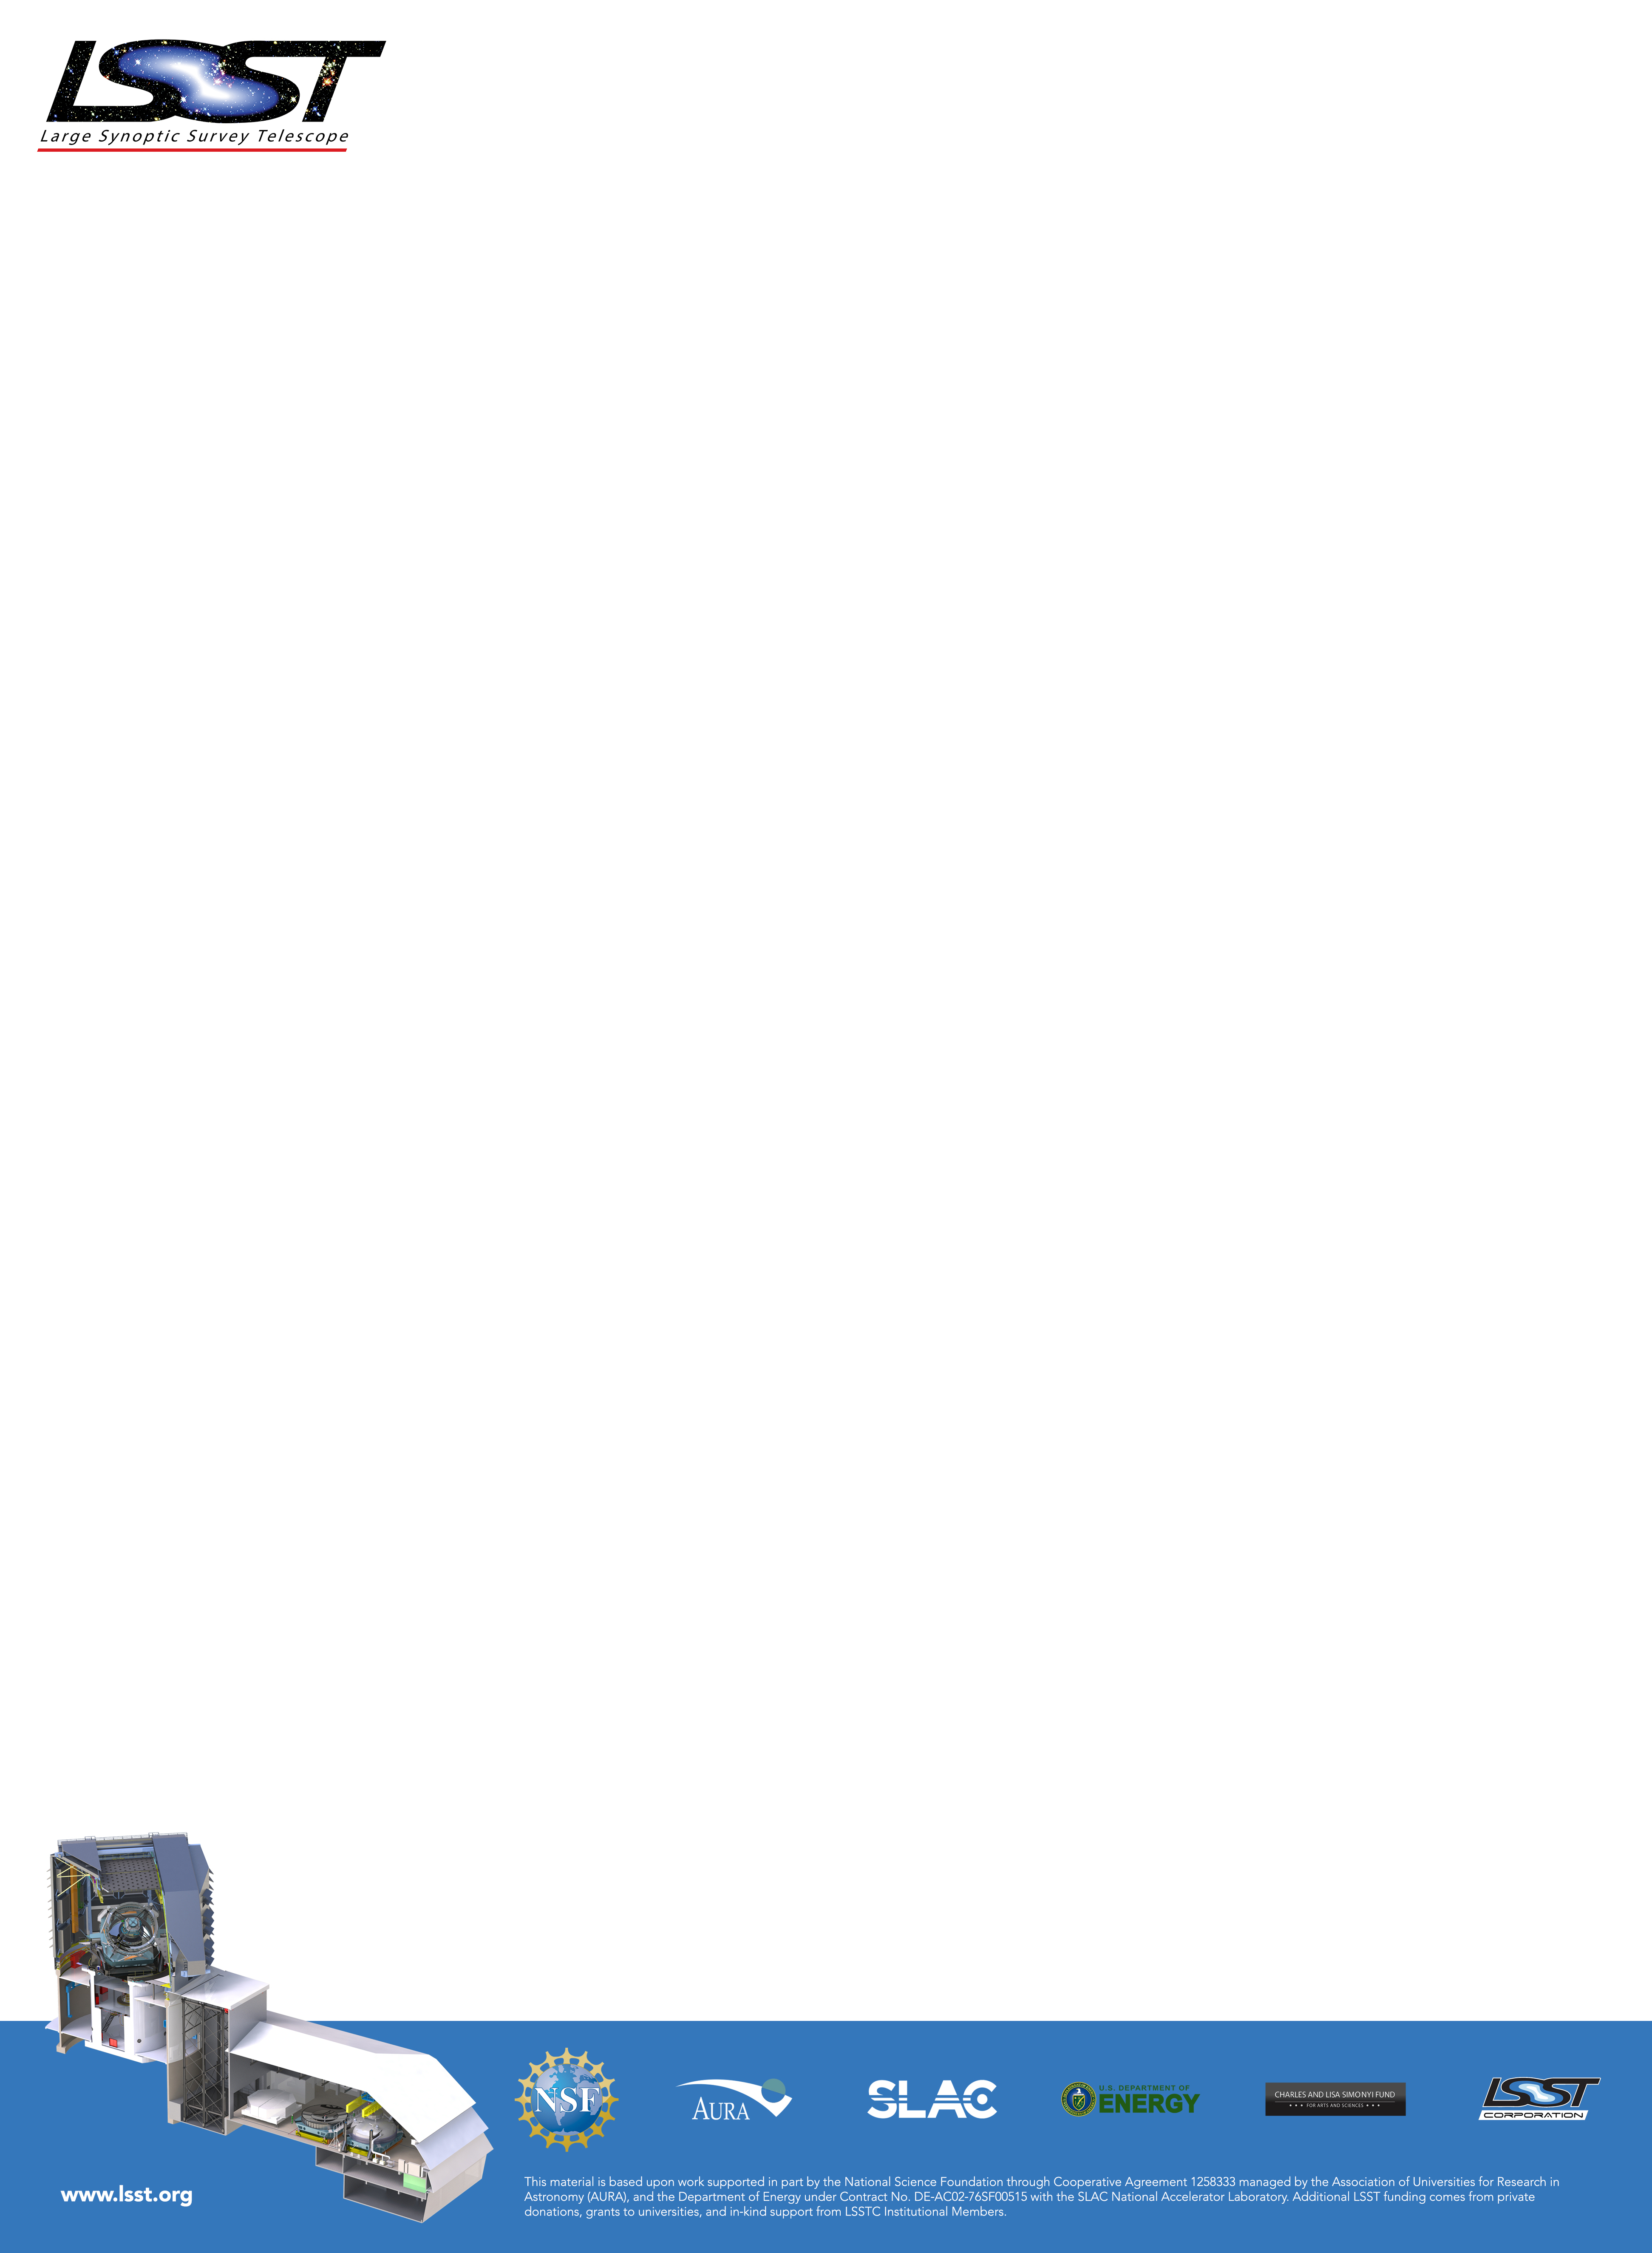 LSST
Large Synoptic Survey Telescope
NSF
AURA
SLAC
U.S. DEPARTMENT OF
ENERGY
CHARLES AND LISA SIMONYI FUND
• • • FOR ARTS AND SCIENCES • • •
LSST
CORPORATION
www.lsst.org
This material is based upon work supported in part by the National Science Foundation through Cooperative Agreement 1258333 managed by the Association of Universities for Research in
Astronomy (AURA), and the Department of Energy under Contract No. DE-AC02-76SF00515 with the SLAC National Accelerator Laboratory. Additional LSST funding comes from private
donations, grants to universities, and in-kind support from LSSTC Institutional Members.